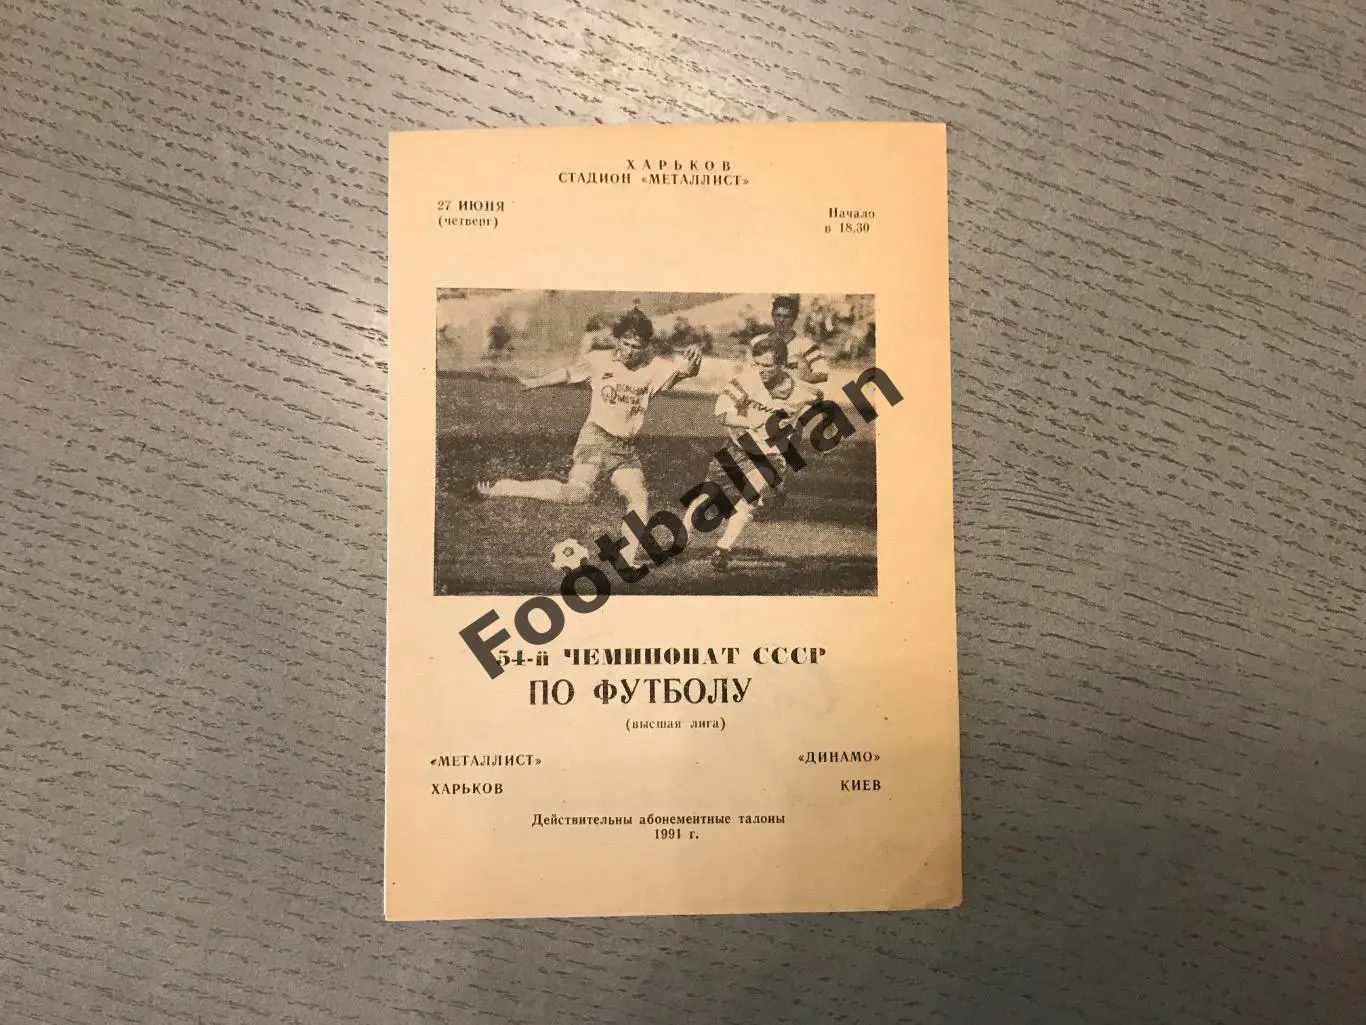 ХАРЬКОВ
СТАДИОН «МЕТАЛЛИСТ»
27 ИЮНЯ
(четверг)
Начало
в 18,30
Footballfan
54-й ЧЕМПИОНАТ СССР
ПО ФУТБОЛУ
(высшая лига)
«МЕТАЛЛИСТ»
ХАРЬКОВ
«ДИНАМО»
КИЕВ
Действительны абонементные талоны
1991 г.